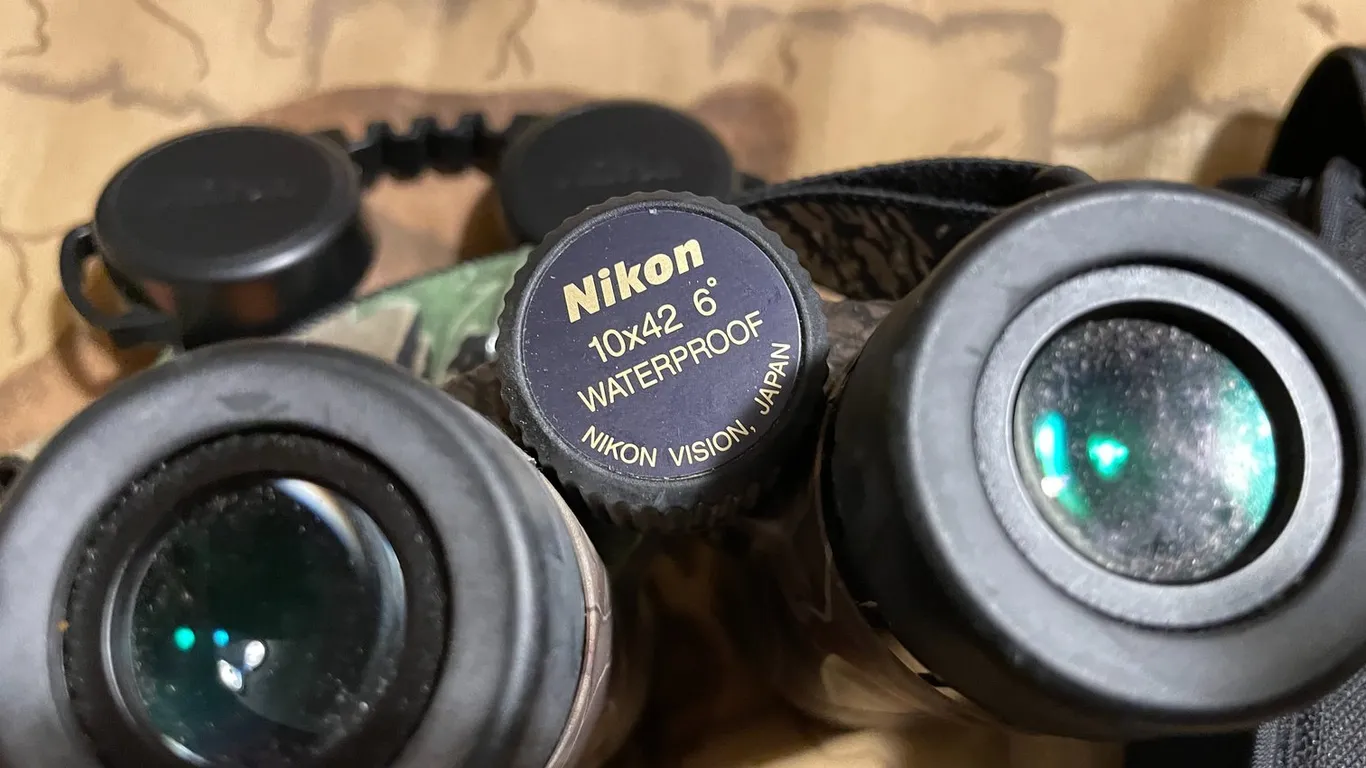 Nikon
10x42 6°
WATERPROOF
NIKON VISION, JAPAN